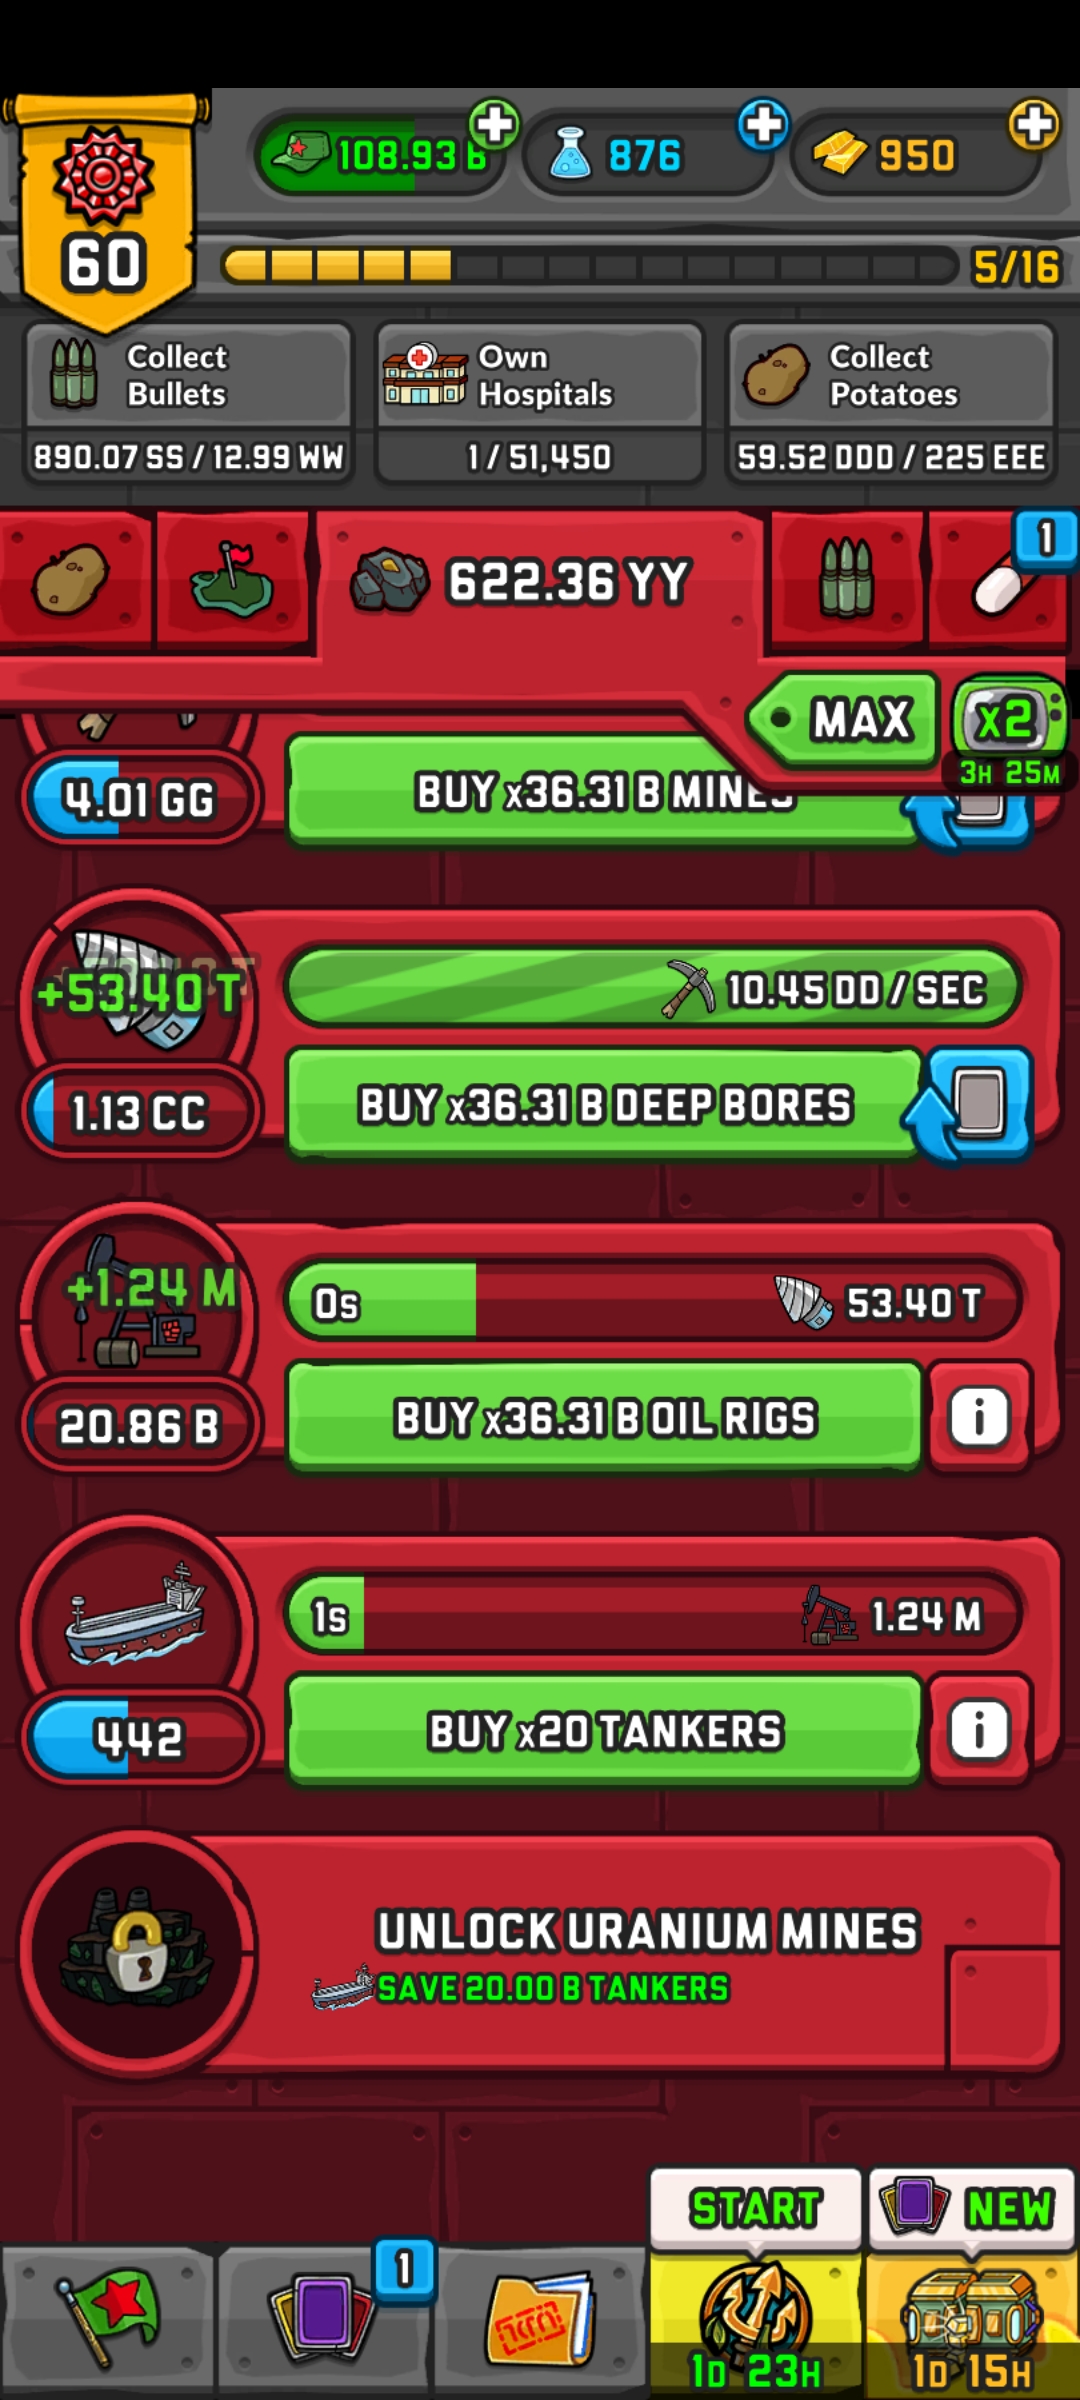 108.93 B
876
950
60
5/16
Collect
Bullets
890.07 SS / 12.99 WW
Own
Hospitals
1 / 51,450
Collect
Potatoes
59.52 DDD / 225 EEE
622.36 YY
1
MAX
x2
3H 25M
4.01 GG
BUY x36.31 B MINES
+53.40 T
10.45 DD / SEC
1.13 CC
BUY x36.31 B DEEP BORES
+1.24 M
0s
53.40 T
20.86 B
BUY x36.31 B OIL RIGS
i
1s
1.24 M
442
BUY x20 TANKERS
i
UNLOCK URANIUM MINES
SAVE 20.00 B TANKERS
START
NEW
1
1D 23H
1D 15H